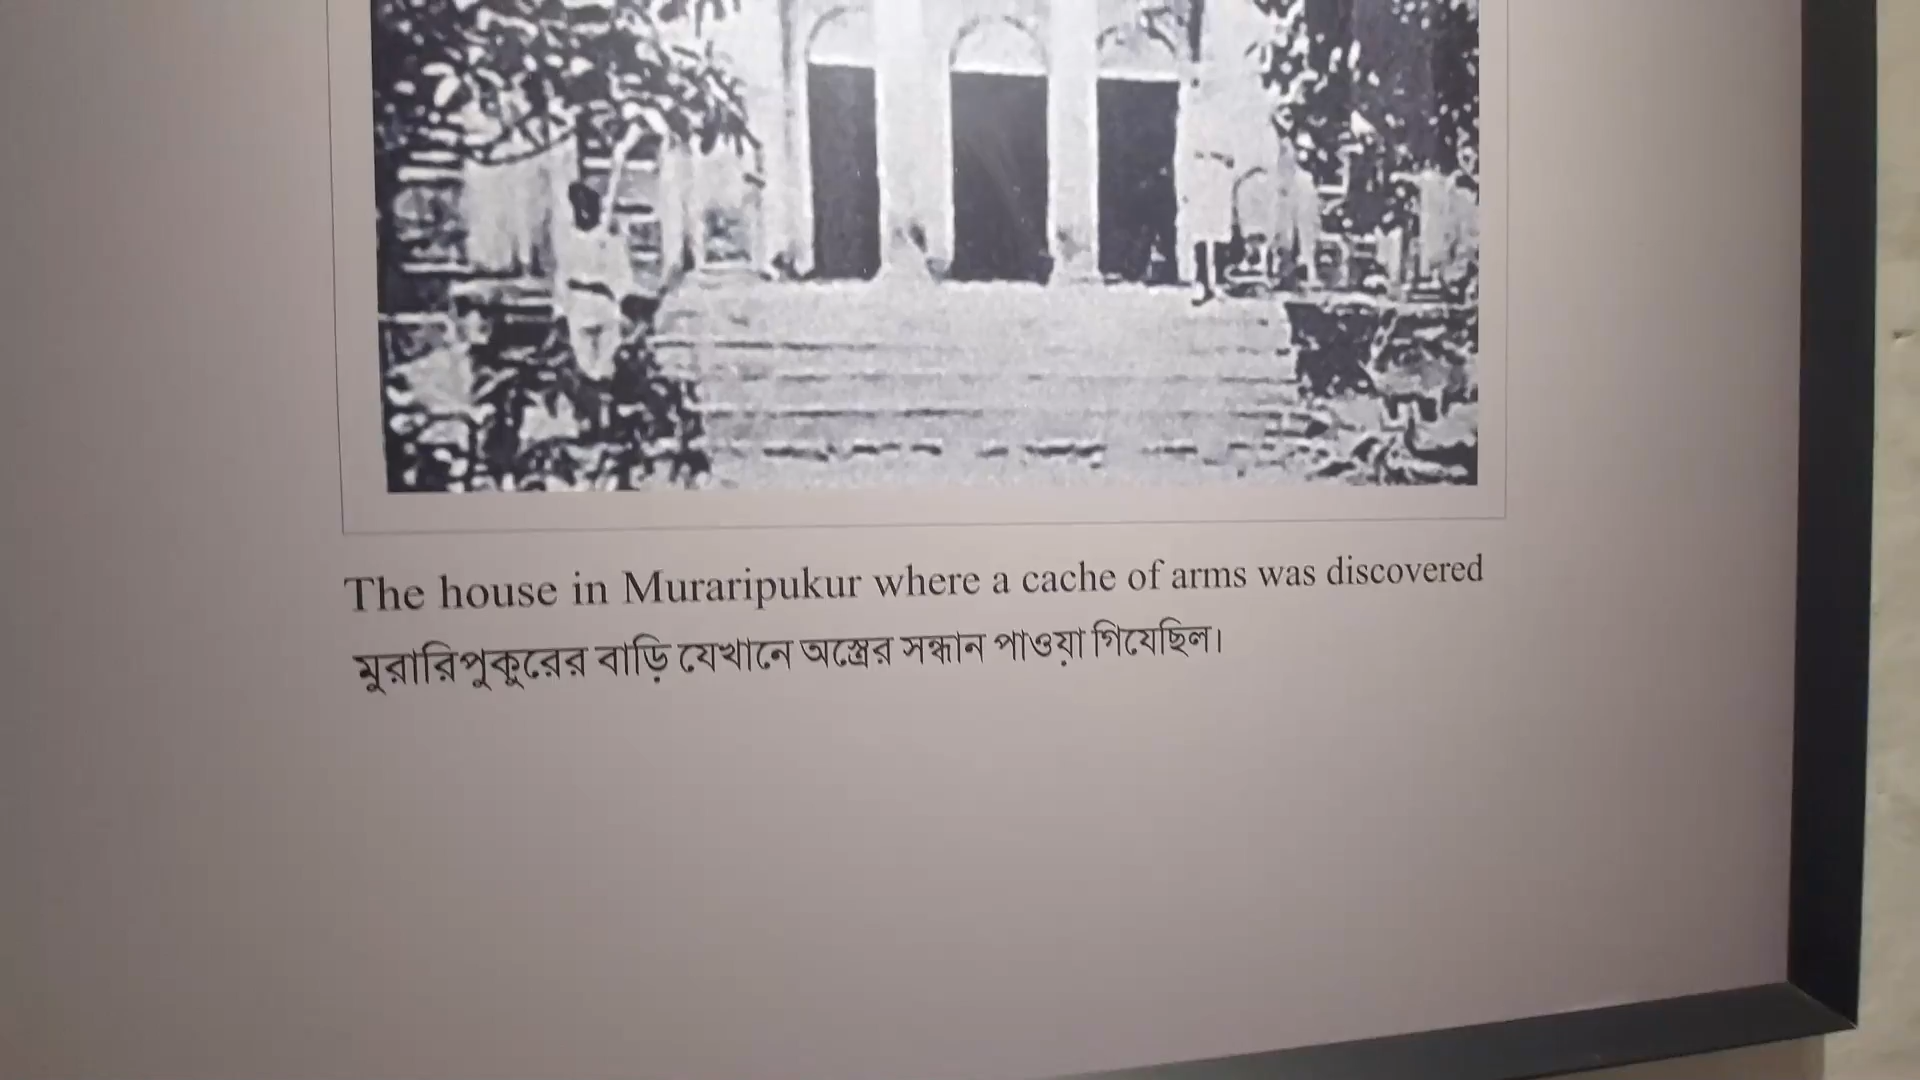 The house in Muraripukur where a cache of arms was discovered
মুরারিপুকুরের বাড়ি যেখানে অস্ত্রের সন্ধান পাওয়া গিয়েছিল।